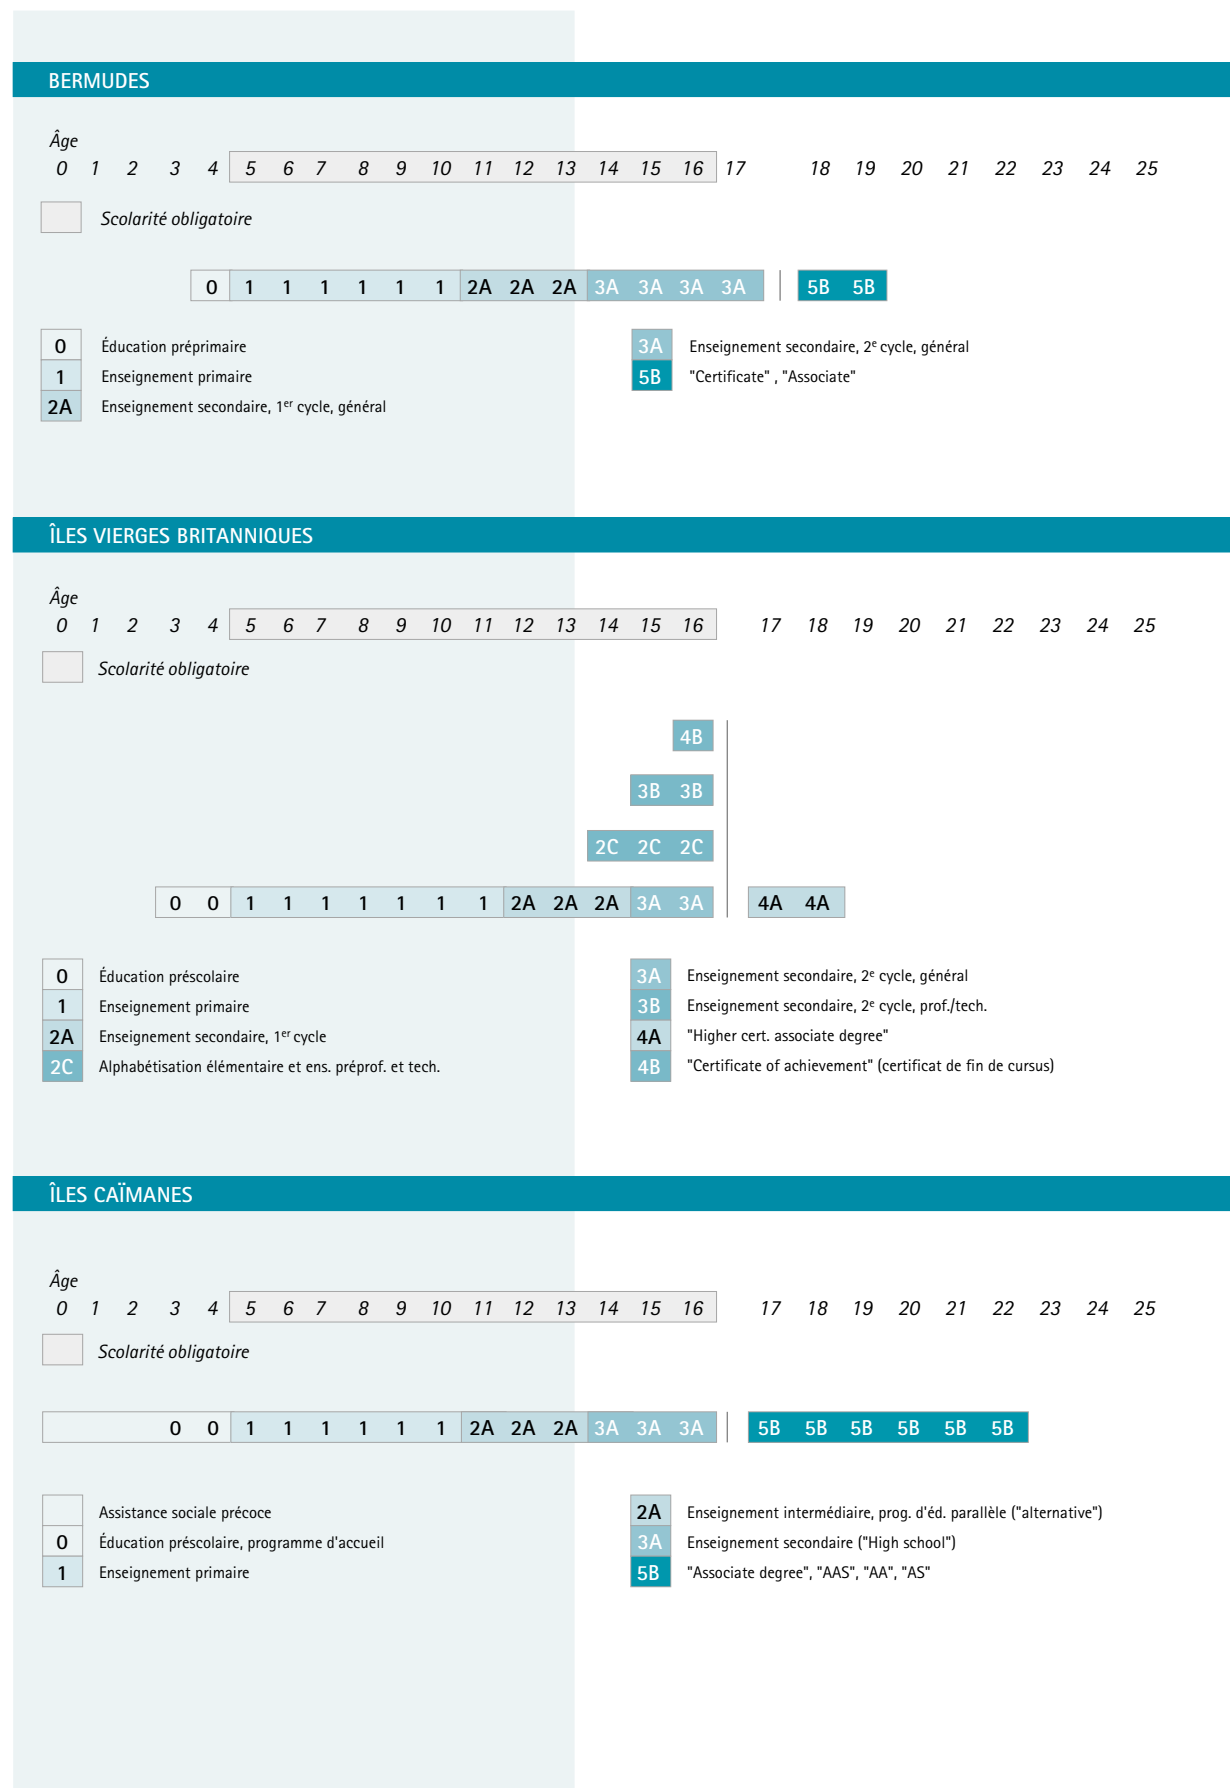 BERMUDES
Âge
0 1 2 3 4 5 6 7 8 9 10 11 12 13 14 15 16 17 18 19 20 21 22 23 24 25
Scolarité obligatoire
0 1 1 1 1 1 1 2A 2A 2A 3A 3A 3A 3A 5B 5B
0 Éducation préprimaire
1 Enseignement primaire
2A Enseignement secondaire, 1er cycle, général
3A Enseignement secondaire, 2e cycle, général
5B "Certificate" , "Associate"
ÎLES VIERGES BRITANNIQUES
Âge
0 1 2 3 4 5 6 7 8 9 10 11 12 13 14 15 16 17 18 19 20 21 22 23 24 25
Scolarité obligatoire
4B
3B 3B
2C 2C 2C
0 0 1 1 1 1 1 1 1 2A 2A 2A 3A 3A 4A 4A
0 Éducation préscolaire
1 Enseignement primaire
2A Enseignement secondaire, 1er cycle
2C Alphabétisation élémentaire et ens. préprof. et tech.
3A Enseignement secondaire, 2e cycle, général
3B Enseignement secondaire, 2e cycle, prof./tech.
4A "Higher cert. associate degree"
4B "Certificate of achievement" (certificat de fin de cursus)
ÎLES CAÏMANES
Âge
0 1 2 3 4 5 6 7 8 9 10 11 12 13 14 15 16 17 18 19 20 21 22 23 24 25
Scolarité obligatoire
0 0 1 1 1 1 1 1 2A 2A 2A 3A 3A 3A 5B 5B 5B 5B 5B 5B
Assistance sociale précoce
0 Éducation préscolaire, programme d'accueil
1 Enseignement primaire
2A Enseignement intermédiaire, prog. d'éd. parallèle ("alternative")
3A Enseignement secondaire ("High school")
5B "Associate degree", "AAS", "AA", "AS"